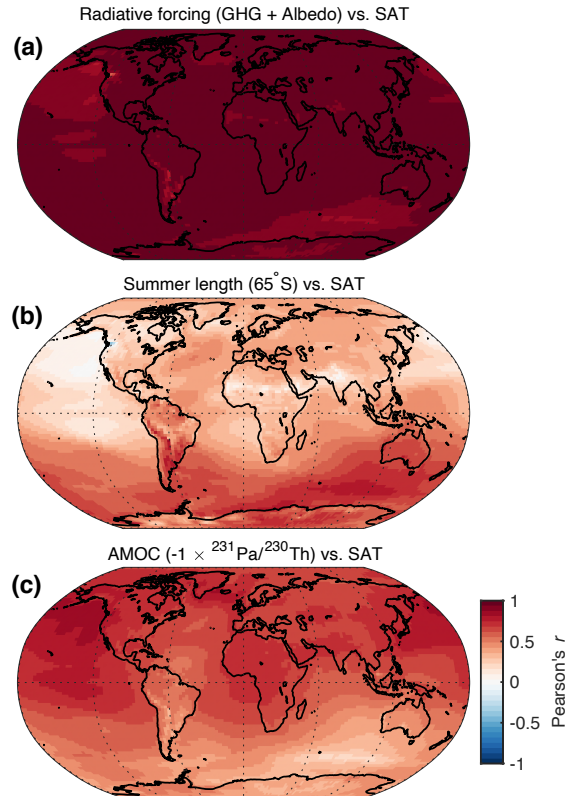 Radiative forcing (GHG + Albedo) vs. SAT
(a)
Summer length (65°S) vs. SAT
(b)
AMOC (-1 × ²³¹Pa/²³⁰Th) vs. SAT
(c)
1
0.5
0
-0.5
-1
Pearson's r